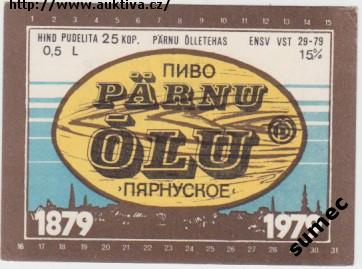 http://www.auktiva.cz/
1 2 3 4 5 6 7 8 9 10 11 12 13 14 15
HIND PUDELITA 25 KOP. PÄRNU ÕLLETEHAS ENSV VST 29-79
0,5 L 15%
ПИВО
PÄRNU
ÕLU
›ПЯРНУСКОЕ‹
1879 1979
16 17 18 19 20 21 22 23 24 25 26 27 28 29 30 31
sumec